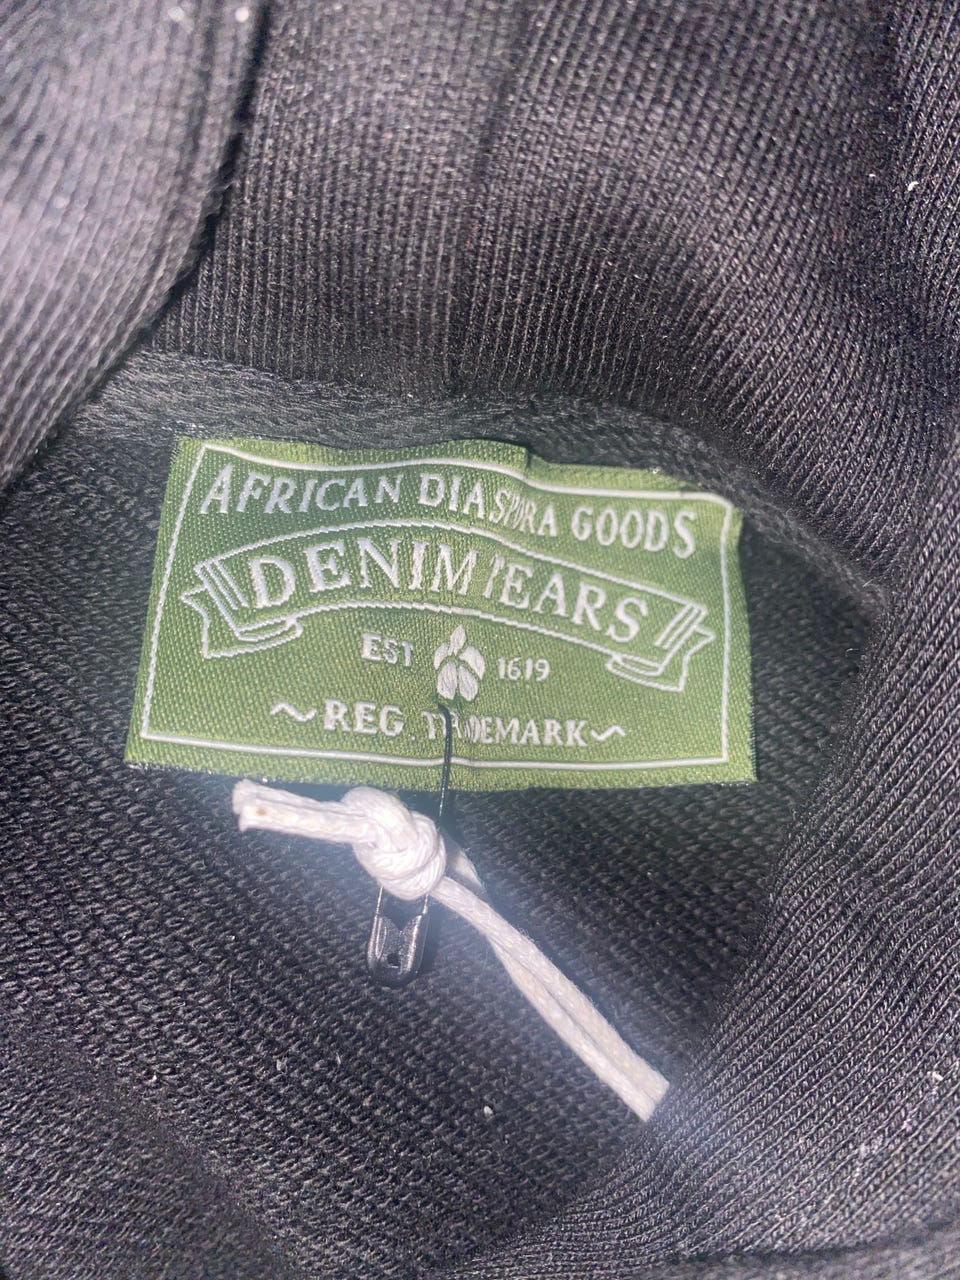 AFRICAN DIASPORA GOODS
DENIM TEARS
EST 1619
~REG. TRADEMARK~